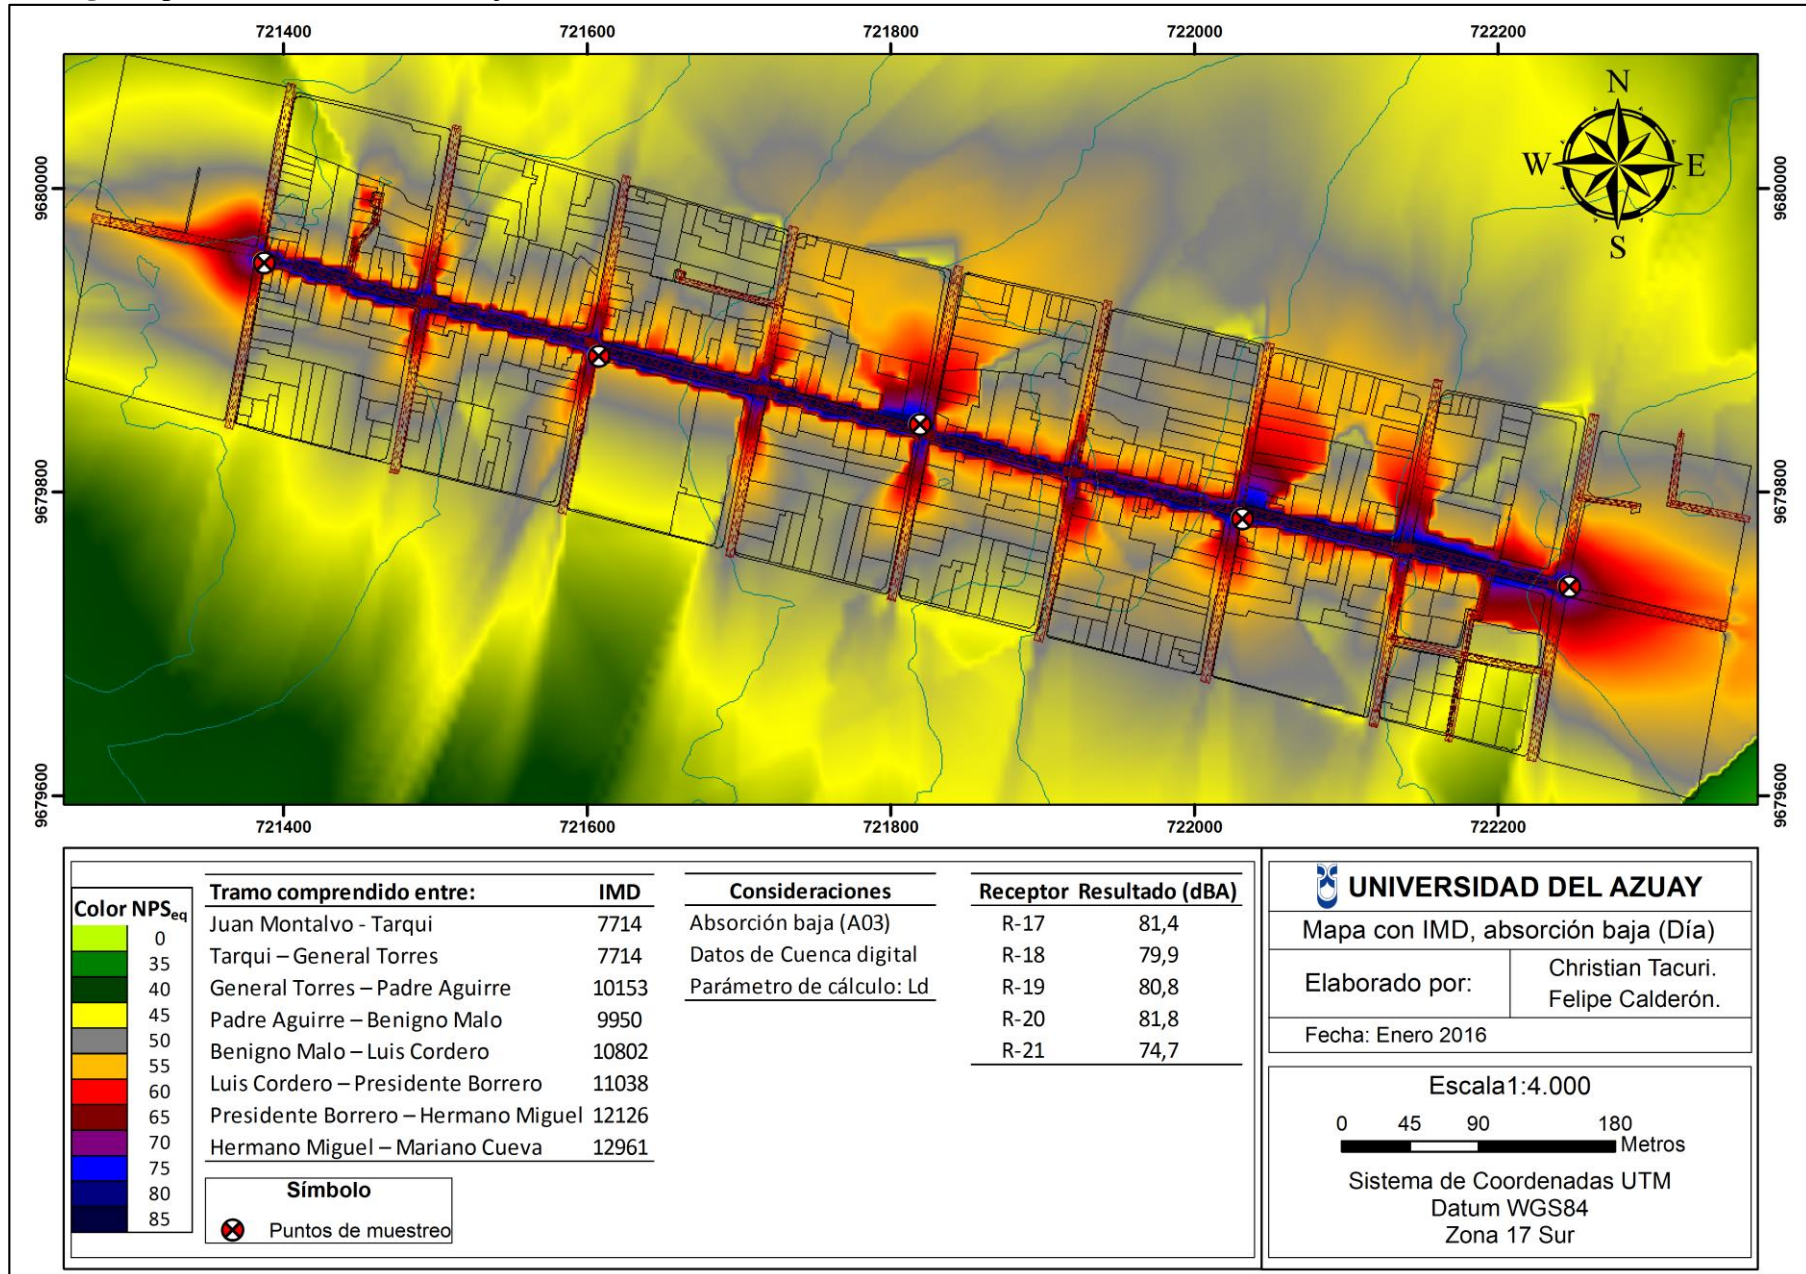 721400 721600 721800 722000 722200
9680000 9680000
9679800 9679800
9679600 9679600
N
W E
S
721400 721600 721800 722000 722200
Color NPSeq
0
35
40
45
50
55
60
65
70
75
80
85
Tramo comprendido entre: IMD
Juan Montalvo - Tarqui 7714
Tarqui – General Torres 7714
General Torres – Padre Aguirre 10153
Padre Aguirre – Benigno Malo 9950
Benigno Malo – Luis Cordero 10802
Luis Cordero – Presidente Borrero 11038
Presidente Borrero – Hermano Miguel 12126
Hermano Miguel – Mariano Cueva 12961
Símbolo
Puntos de muestreo
Consideraciones
Absorción baja (A03)
Datos de Cuenca digital
Parámetro de cálculo: Ld
Receptor Resultado (dBA)
R-17 81,4
R-18 79,9
R-19 80,8
R-20 81,8
R-21 74,7
UNIVERSIDAD DEL AZUAY
Mapa con IMD, absorción baja (Día)
Elaborado por:
Christian Tacuri.
Felipe Calderón.
Fecha: Enero 2016
Escala1:4.000
0 45 90 180
Metros
Sistema de Coordenadas UTM
Datum WGS84
Zona 17 Sur